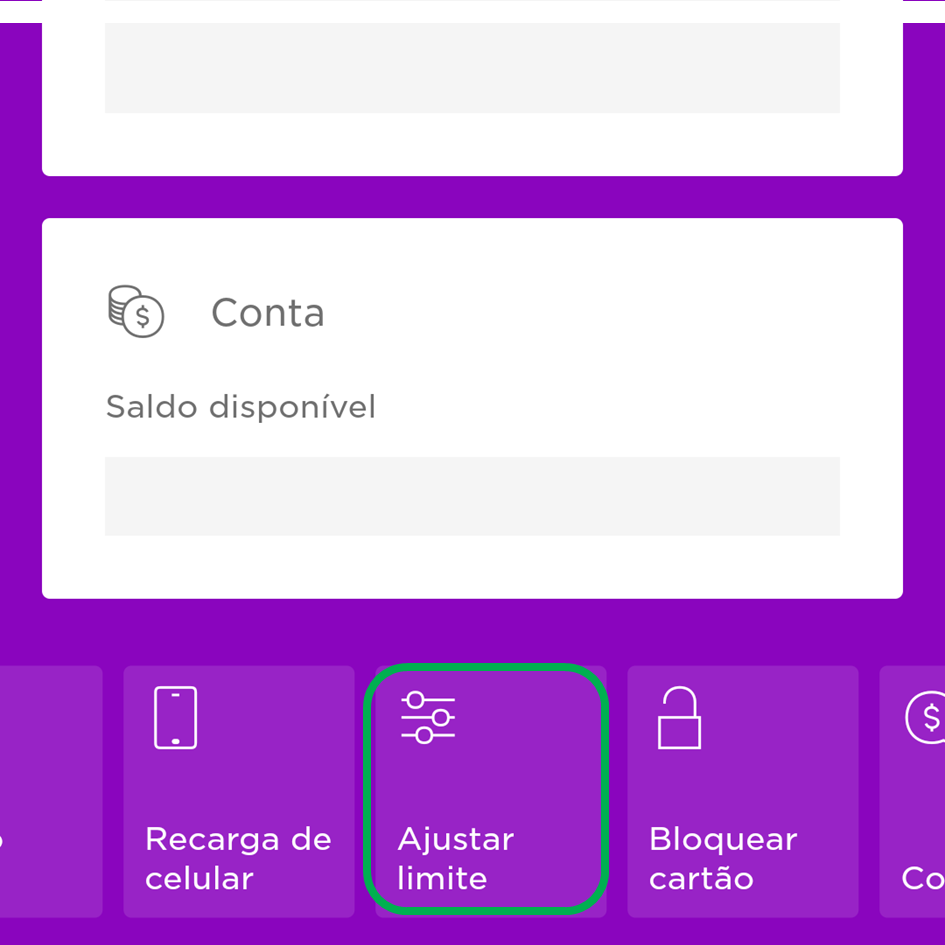 Conta
Saldo disponível
Recarga de
celular
Ajustar
limite
Bloquear
cartão